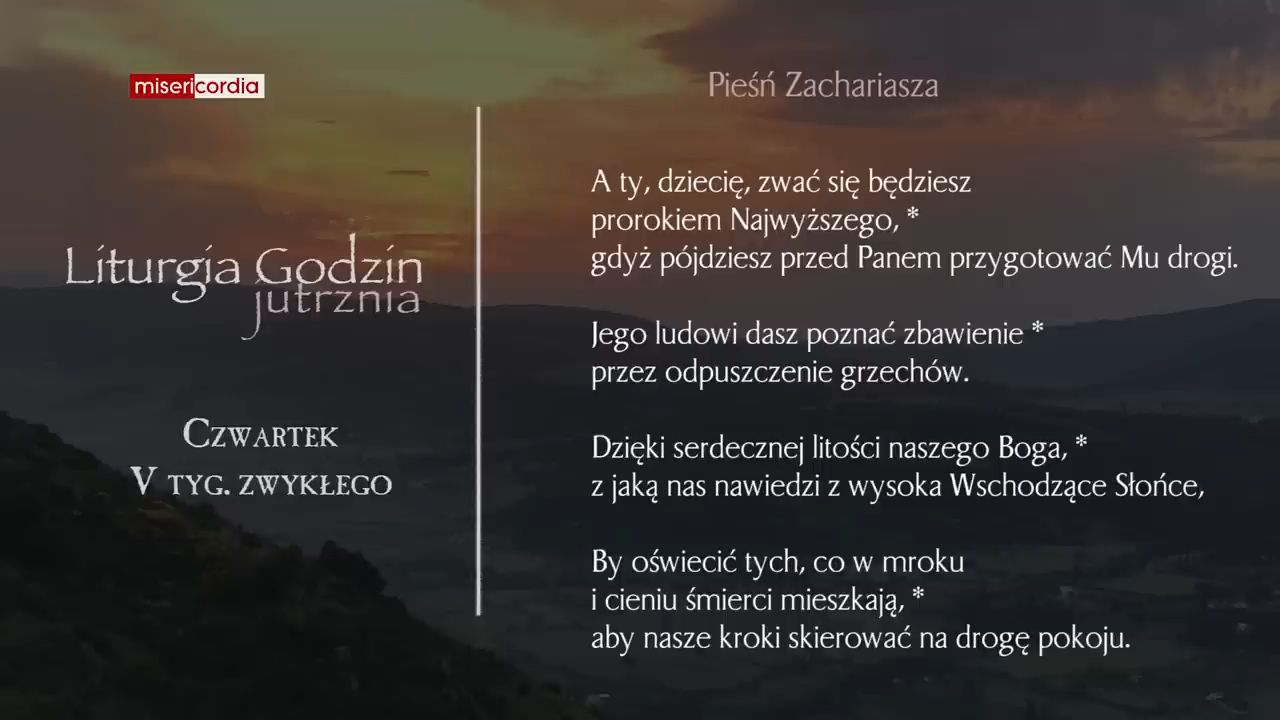 misericordia
Liturgia Godzin
jutrznia
Czwartek
V tyg. zwykłego
Pieśń Zachariasza
A ty, dziecię, zwać się będziesz
prorokiem Najwyższego, *
gdyż pójdziesz przed Panem przygotować Mu drogi.
Jego ludowi dasz poznać zbawienie *
przez odpuszczenie grzechów.
Dzięki serdecznej litości naszego Boga, *
z jaką nas nawiedzi z wysoka Wschodzące Słońce,
By oświecić tych, co w mroku
i cieniu śmierci mieszkają, *
aby nasze kroki skierować na drogę pokoju.